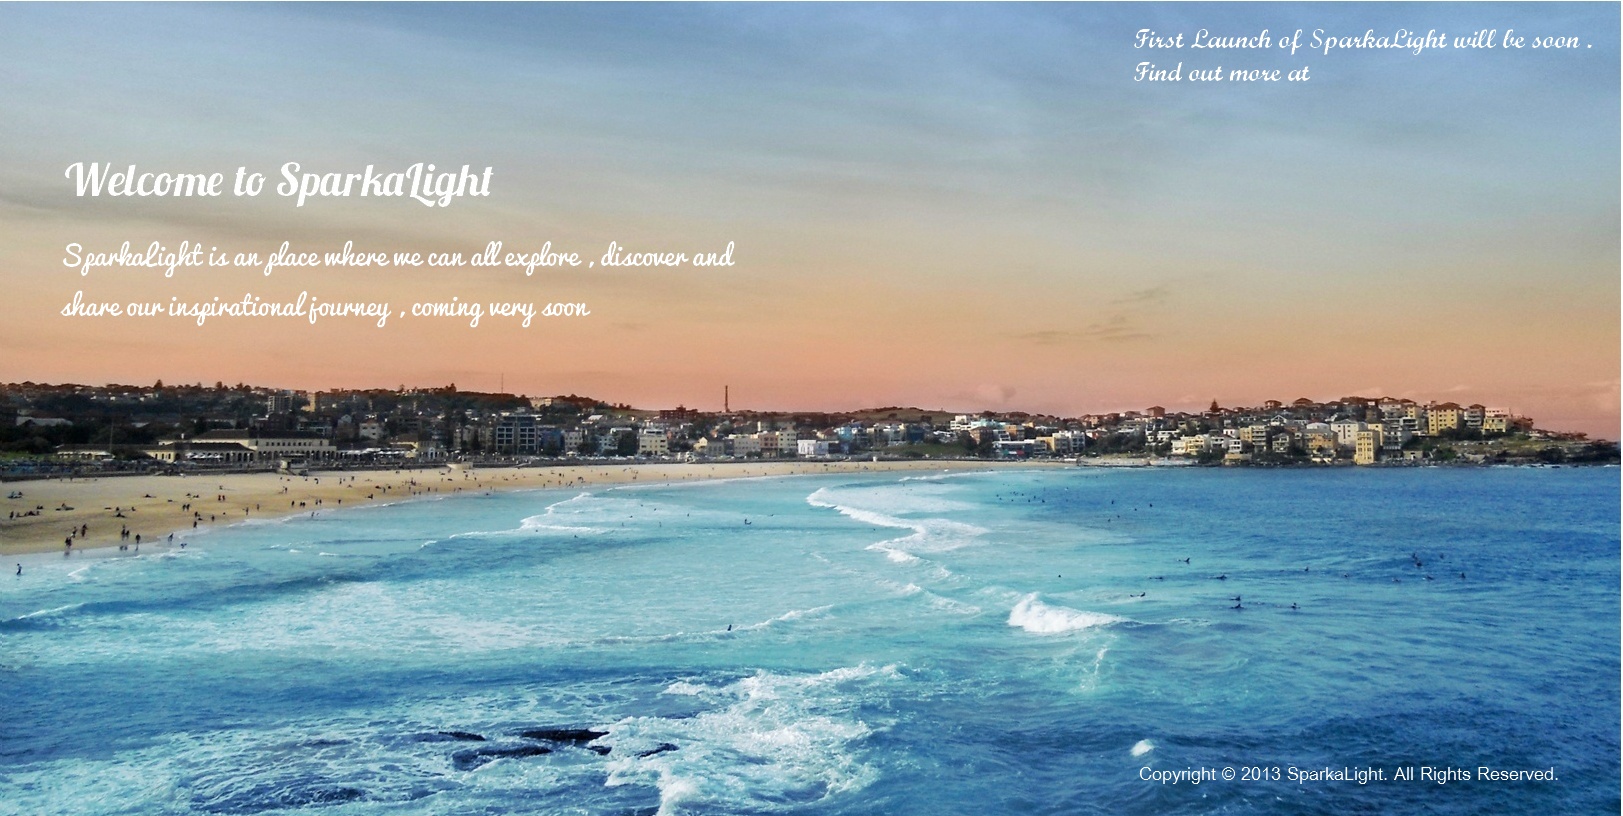 First Launch of SparkaLight will be soon .
Find out more at
Welcome to SparkaLight
SparkaLight is an place where we can all explore , discover and
share our inspirational journey , coming very soon
Copyright © 2013 SparkaLight. All Rights Reserved.